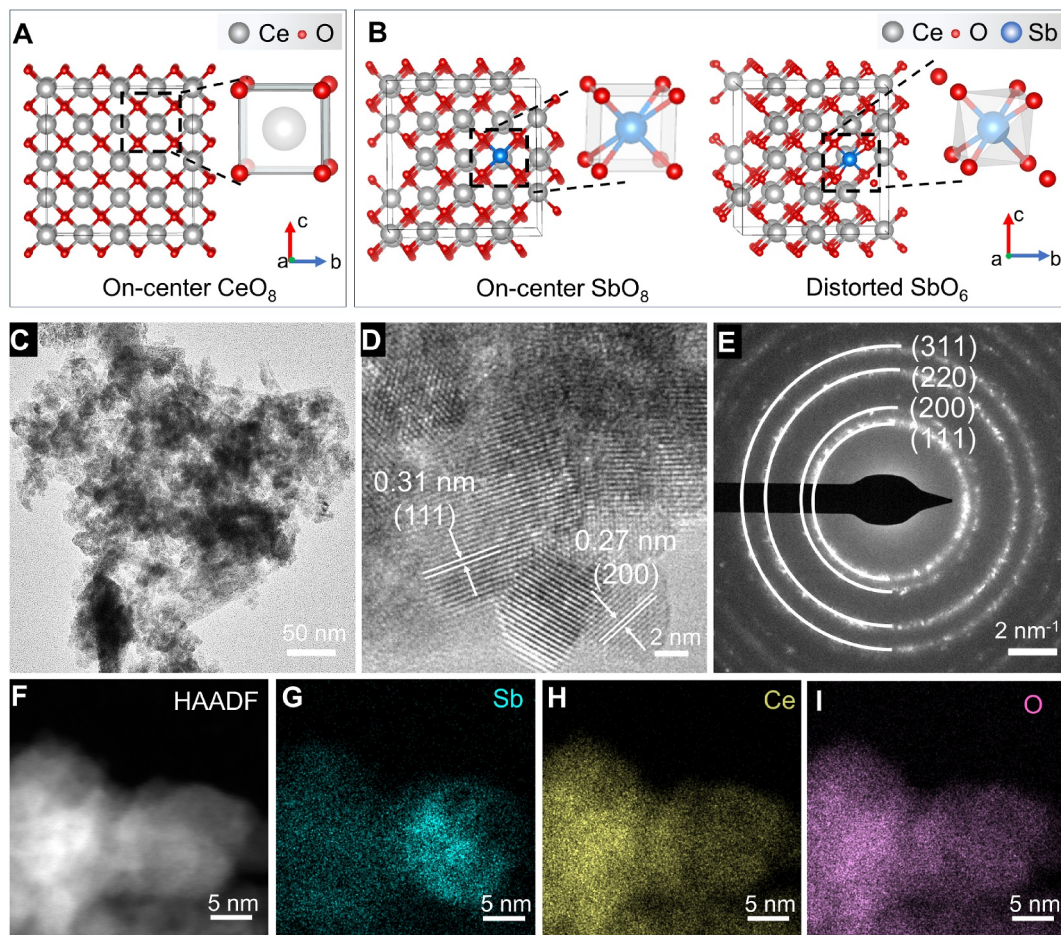 A
Ce O
c
a b
On-center CeO₈
B
Ce O Sb
c
a b
On-center SbO₈
Distorted SbO₆
C
50 nm
D
0.31 nm
(111)
0.27 nm
(200)
2 nm
E
(311)
(220)
(200)
(111)
2 nm⁻¹
F
HAADF
5 nm
G
Sb
5 nm
H
Ce
5 nm
I
O
5 nm